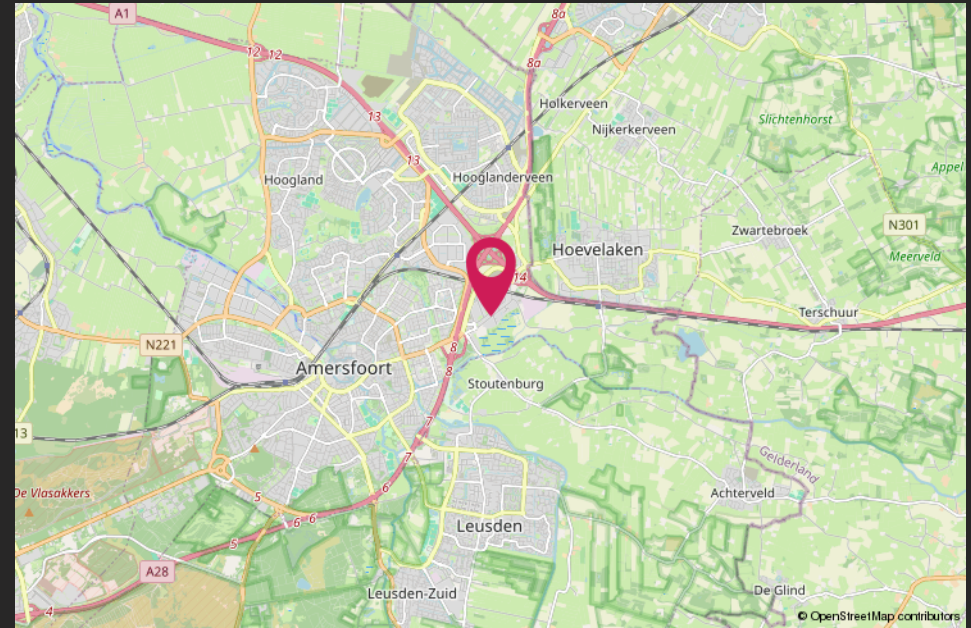 A1
8a
12
12
8a
13
Holkerveen
Slichtenhorst
Nijkerkerveen
13
Hooglanderveen
Hoogland
Appel
N301
Zwartebroek
Hoevelaken
Meerveld
14
Terschuur
N221
8
Amersfoort
8
Stoutenburg
7
13
7
Gelderland
6
De Vlasakkers
5
Achterveld
6
6
Leusden
5
A28
De Glind
Leusden-Zuid
4
© OpenStreetMap contributors